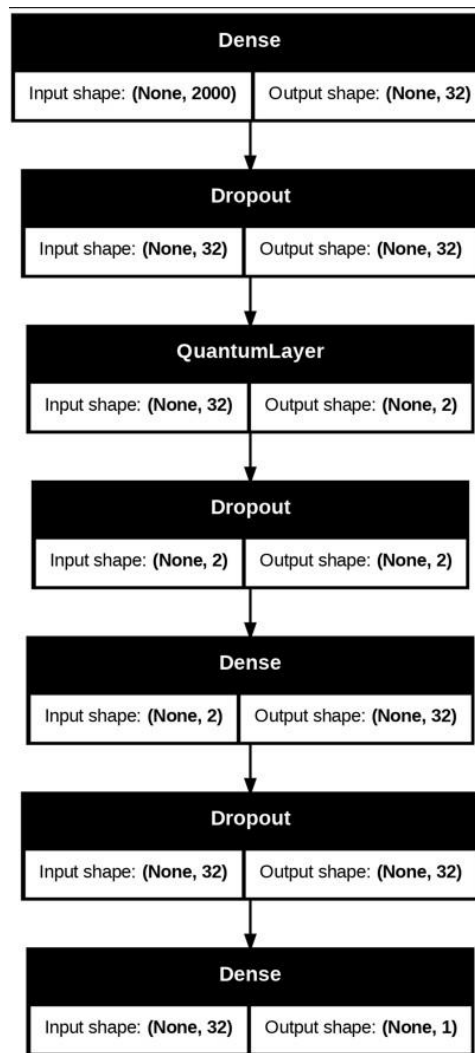 Dense
Input shape: (None, 2000) Output shape: (None, 32)
Dropout
Input shape: (None, 32) Output shape: (None, 32)
QuantumLayer
Input shape: (None, 32) Output shape: (None, 2)
Dropout
Input shape: (None, 2) Output shape: (None, 2)
Dense
Input shape: (None, 2) Output shape: (None, 32)
Dropout
Input shape: (None, 32) Output shape: (None, 32)
Dense
Input shape: (None, 32) Output shape: (None, 1)